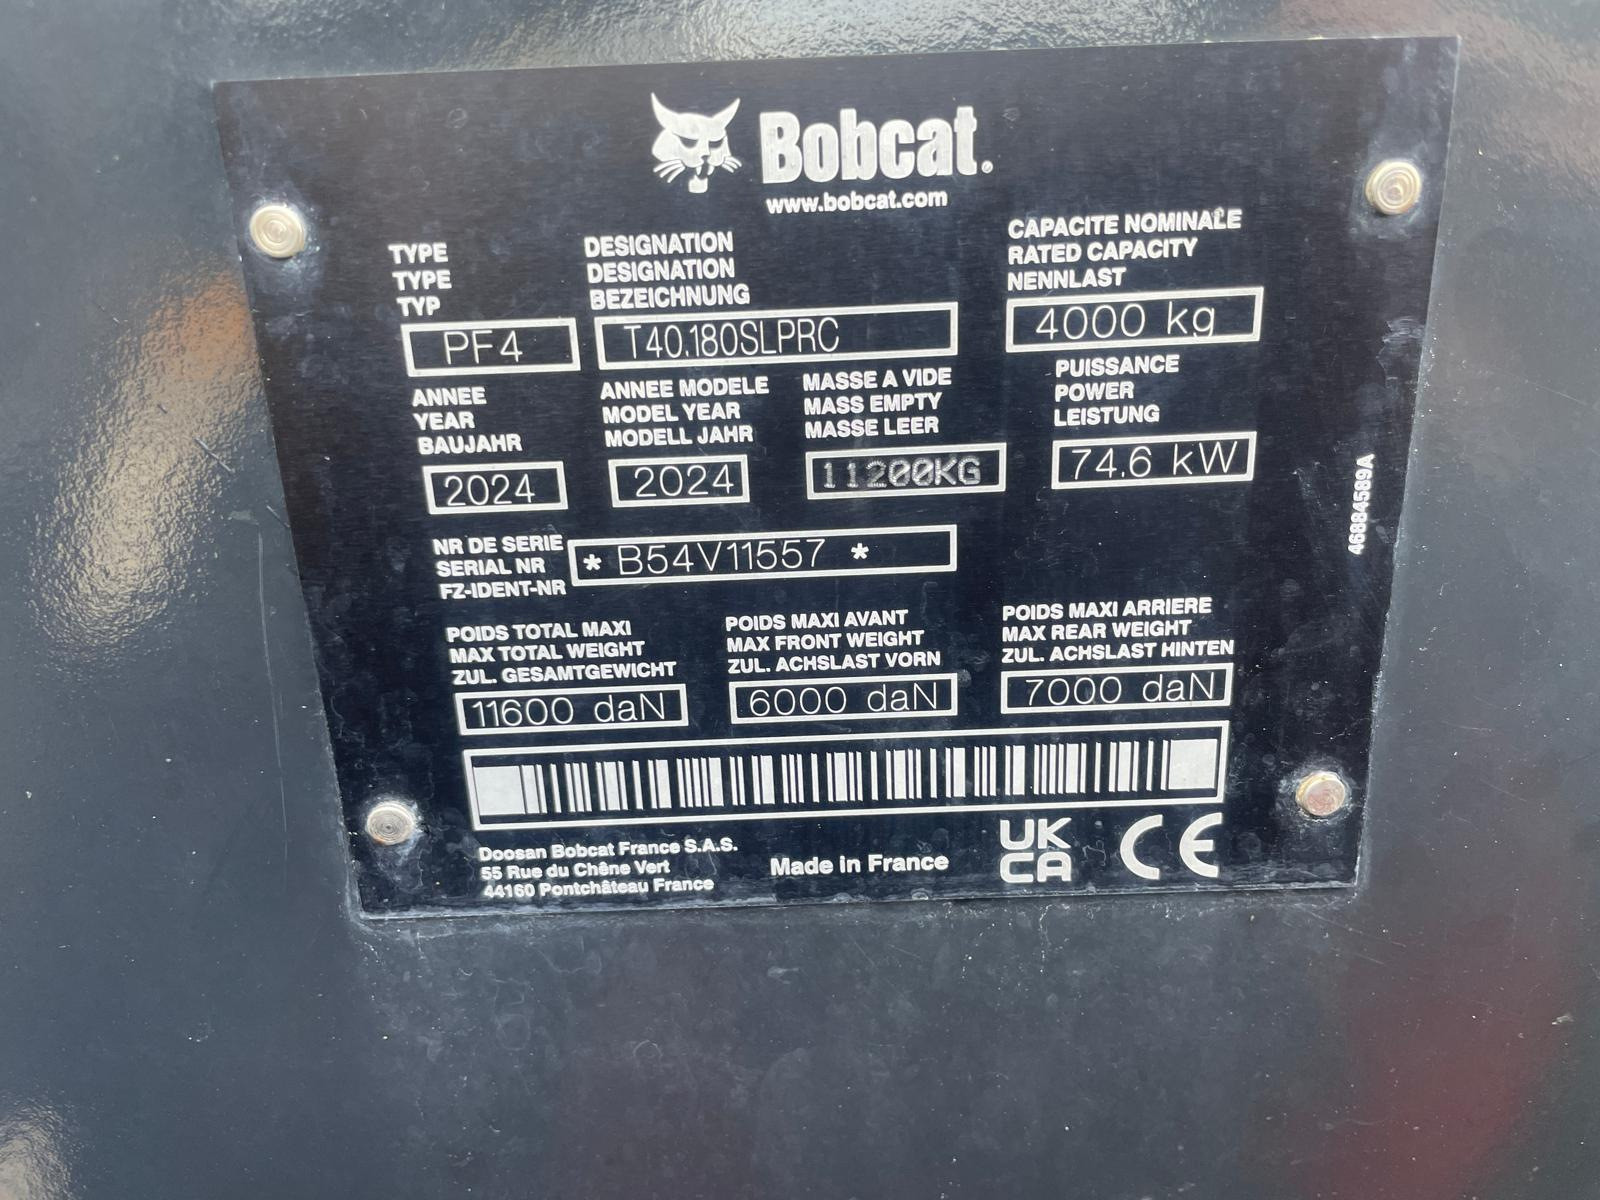 Bobcat.
www.bobcat.com
TYPE
TYPE
TYP
PF4
DESIGNATION
DESIGNATION
BEZEICHNUNG
T40.180SLPRC
CAPACITE NOMINALE
RATED CAPACITY
NENNLAST
4000 kg
ANNEE
YEAR
BAUJAHR
2024
ANNEE MODELE
MODEL YEAR
MODELL JAHR
2024
MASSE A VIDE
MASS EMPTY
MASSE LEER
11200KG
PUISSANCE
POWER
LEISTUNG
74.6 kW
NR DE SERIE
SERIAL NR
FZ-IDENT-NR
* B54V11557 *
POIDS TOTAL MAXI
MAX TOTAL WEIGHT
ZUL. GESAMTGEWICHT
11600 daN
POIDS MAXI AVANT
MAX FRONT WEIGHT
ZUL. ACHSLAST VORN
6000 daN
POIDS MAXI ARRIERE
MAX REAR WEIGHT
ZUL. ACHSLAST HINTEN
7000 daN
46884589A
Doosan Bobcat France S.A.S.
55 Rue du Chêne Vert
44160 Pontchâteau France
Made in France
UK
CA
CE